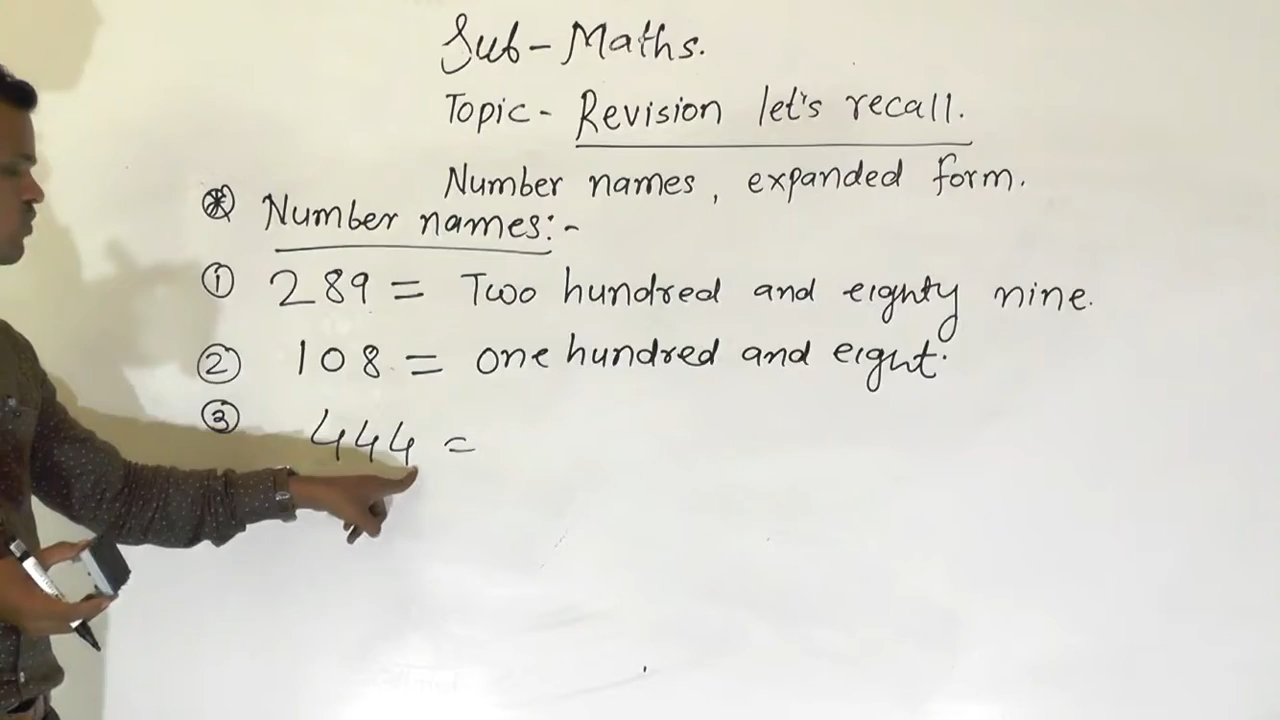 Sub - Maths.
Topic - Revision let's recall.
Number names, expanded form.
* Number names:-
① 289 = Two hundred and eighty nine.
② 108 = one hundred and eight.
③ 444 =